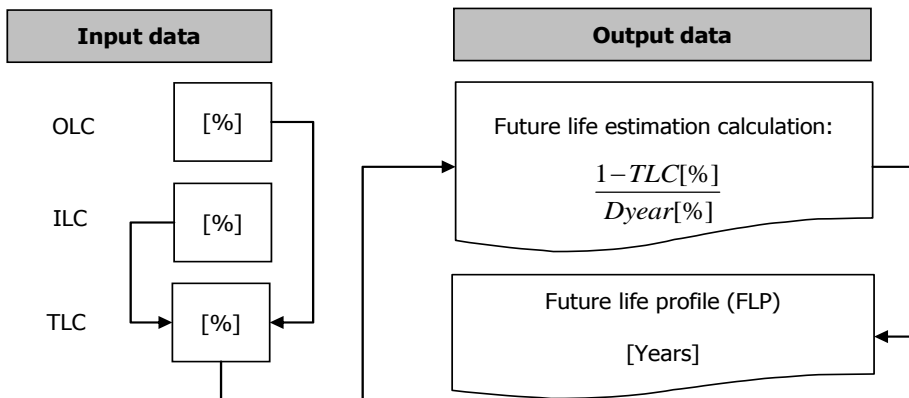 Input data
OLC
[%]
ILC
[%]
TLC
[%]
Output data
Future life estimation calculation:
1-TLC[%]
Dyear[%]
Future life profile (FLP)
[Years]